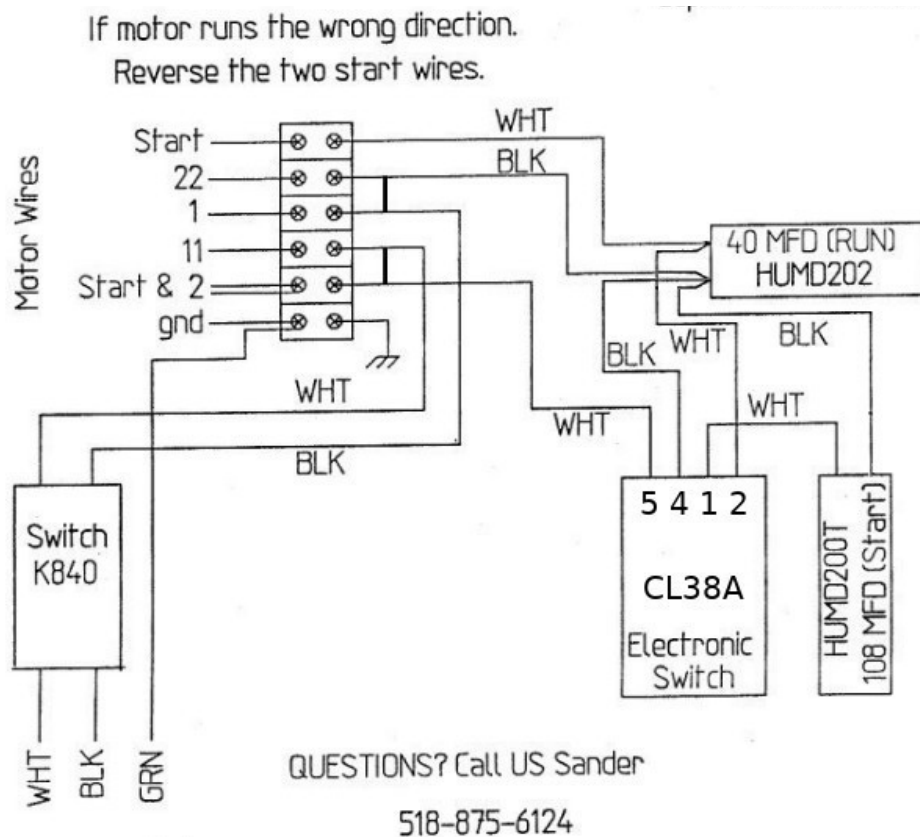 If motor runs the wrong direction.
Reverse the two start wires.
Motor Wires
Start
22
1
11
Start & 2
gnd
WHT
BLK
40 MFD (RUN)
HUMD202
WHT
BLK
BLK
WHT
BLK
WHT
WHT
Switch
K840
5 4 1 2
CL38A
Electronic
Switch
HUMD200T
108 MFD (Start)
WHT
BLK
GRN
QUESTIONS? Call US Sander
518-875-6124